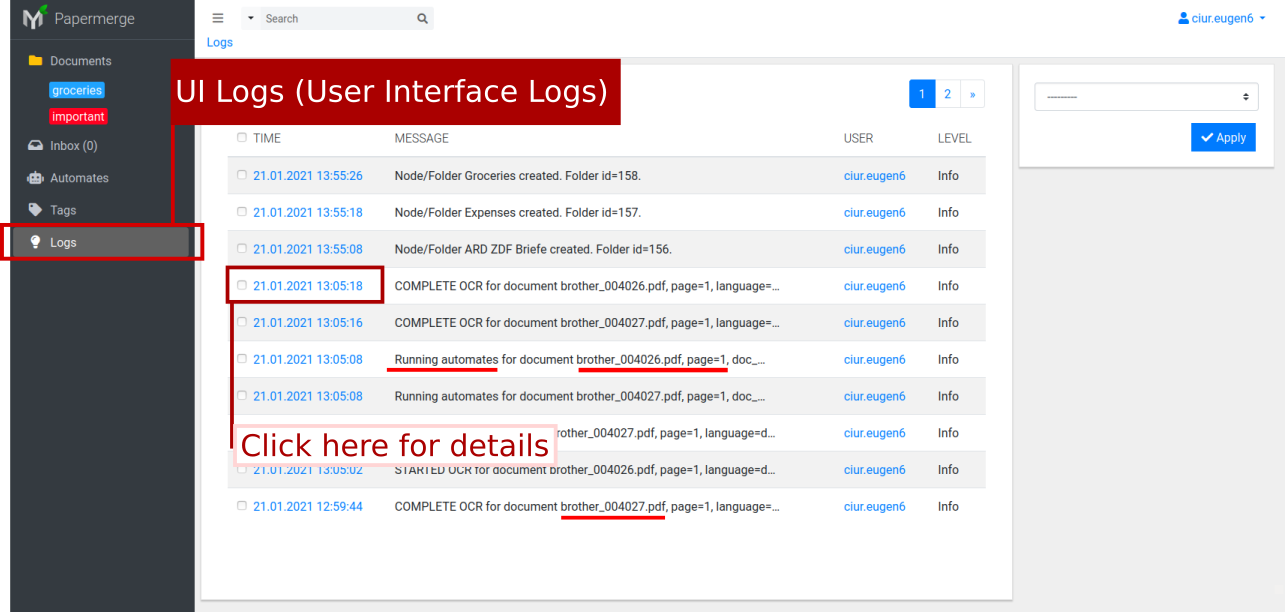 Papermerge
Search
ciur.eugen6
Logs
Documents
groceries
important
Inbox (0)
Automates
Tags
Logs
UI Logs (User Interface Logs)
1 2 »
---------
Apply
TIME MESSAGE USER LEVEL
21.01.2021 13:55:26 Node/Folder Groceries created. Folder id=158. ciur.eugen6 Info
21.01.2021 13:55:18 Node/Folder Expenses created. Folder id=157. ciur.eugen6 Info
21.01.2021 13:55:08 Node/Folder ARD ZDF Briefe created. Folder id=156. ciur.eugen6 Info
21.01.2021 13:05:18 COMPLETE OCR for document brother_004026.pdf, page=1, language=... ciur.eugen6 Info
21.01.2021 13:05:16 COMPLETE OCR for document brother_004027.pdf, page=1, language=... ciur.eugen6 Info
21.01.2021 13:05:08 Running automates for document brother_004026.pdf, page=1, doc_... ciur.eugen6 Info
21.01.2021 13:05:08 Running automates for document brother_004027.pdf, page=1, doc_... ciur.eugen6 Info
Click here for details
rother_004027.pdf, page=1, language=d... ciur.eugen6 Info
21.01.2021 13:05:02 STARTED OCR for document brother_004026.pdf, page=1, language=d... ciur.eugen6 Info
21.01.2021 12:59:44 COMPLETE OCR for document brother_004027.pdf, page=1, language=... ciur.eugen6 Info